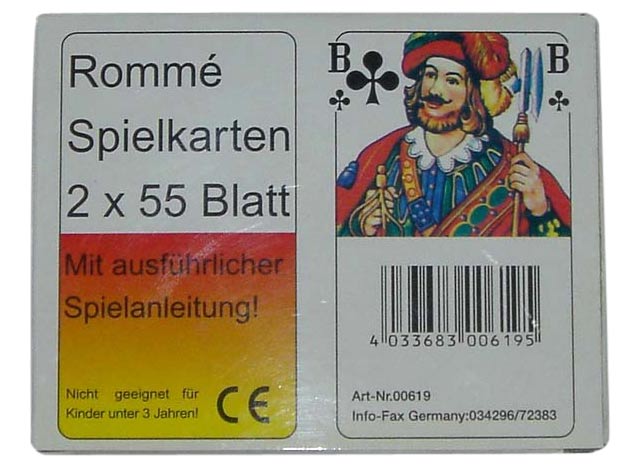 Rommé
Spielkarten
2 x 55 Blatt
Mit ausführlicher
Spielanleitung!
Nicht geeignet für
Kinder unter 3 Jahren!
CE
B B
4 033683 006195
Art-Nr.00619
Info-Fax Germany:034296/72383